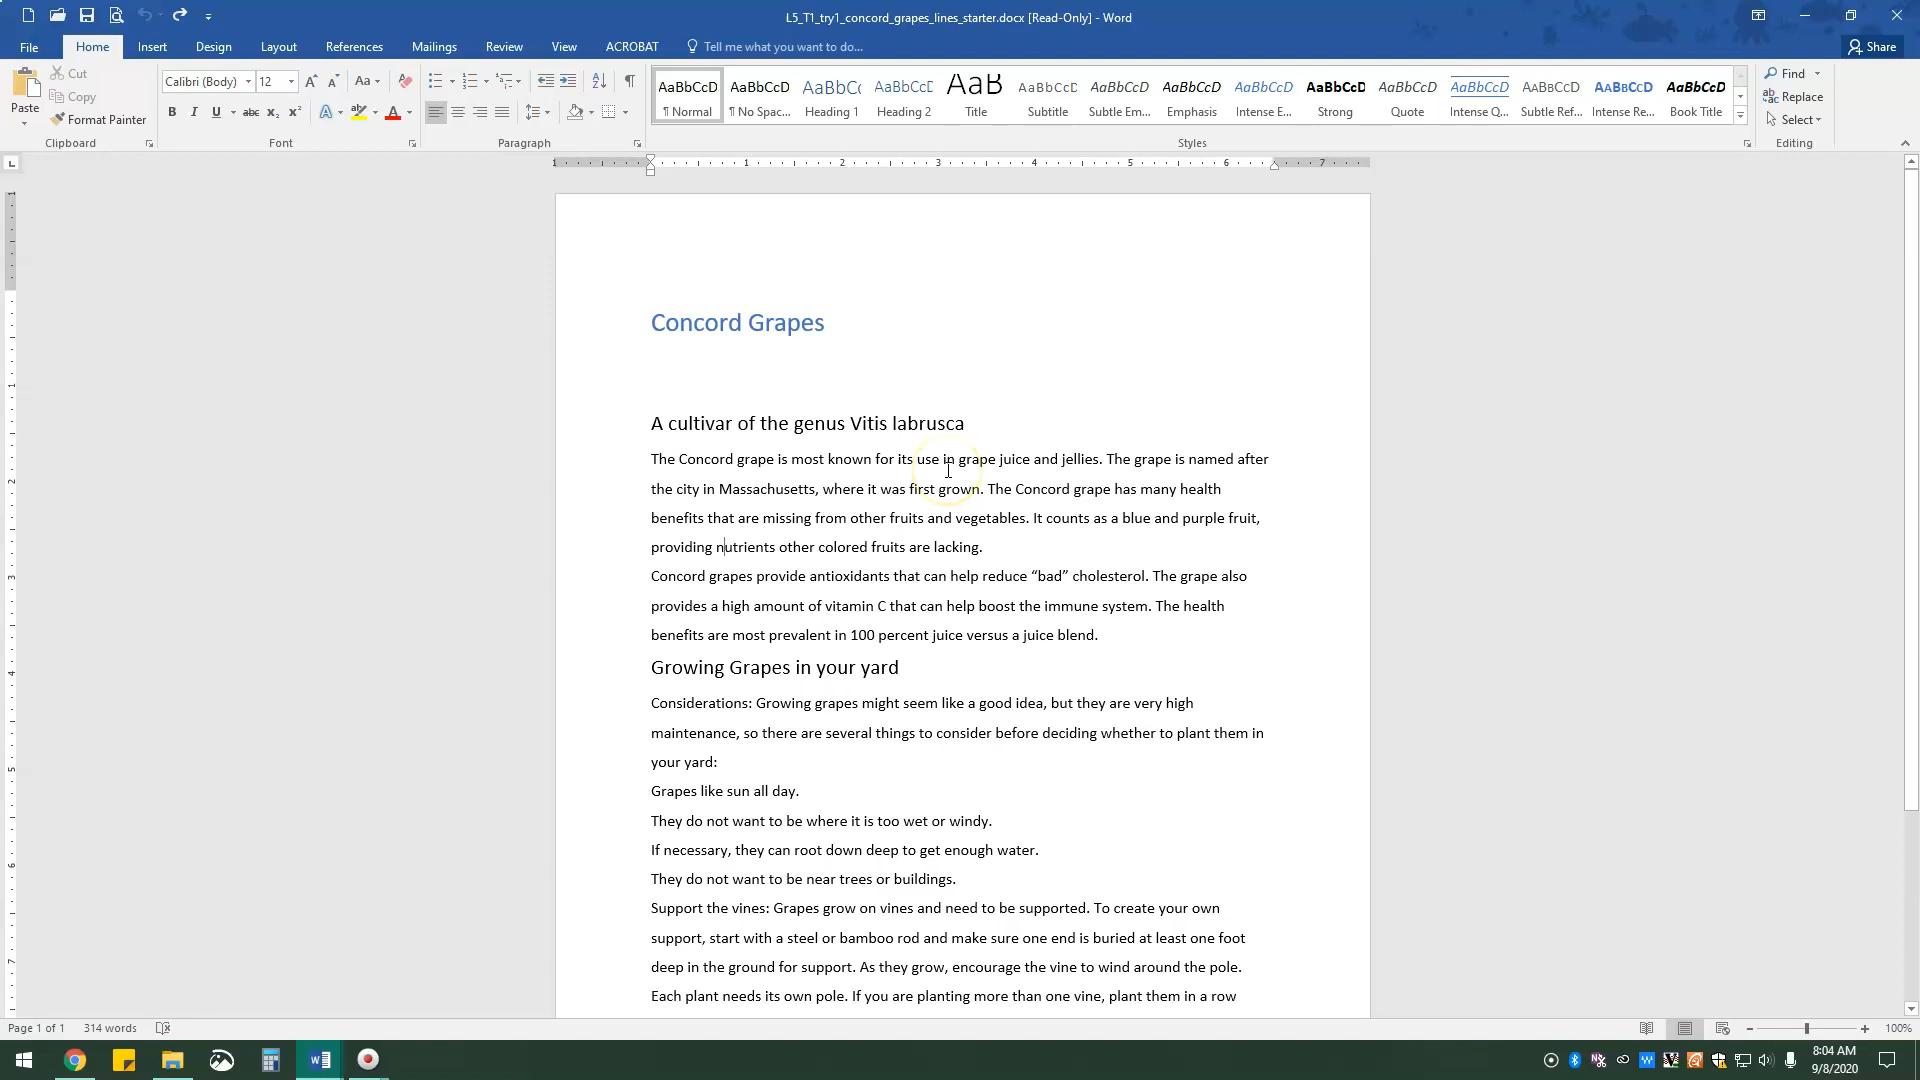 L5_T1_try1_concord_grapes_lines_starter.docx [Read-Only] - Word
File Home Insert Design Layout References Mailings Review View ACROBAT Tell me what you want to do... Share
Paste
Cut
Copy
Format Painter
Clipboard
Calibri (Body) 12
Font
Paragraph
AaBbCcD AaBbCcD AaBbCc AaBbCcD AaB AaBbCcD AaBbCcD AaBbCcD AaBbCcD AaBbCcD AaBbCcD AaBbCcD AaBbCcD AaBbCcD AaBbCcD
¶ Normal ¶ No Spac... Heading 1 Heading 2 Title Subtitle Subtle Em... Emphasis Intense E... Strong Quote Intense Q... Subtle Ref... Intense Re... Book Title
Styles
Find
Replace
Select
Editing
1 1 2 3 4 5 6 7
Concord Grapes
A cultivar of the genus Vitis labrusca
The Concord grape is most known for its use in grape juice and jellies. The grape is named after
the city in Massachusetts, where it was first grown. The Concord grape has many health
benefits that are missing from other fruits and vegetables. It counts as a blue and purple fruit,
providing nutrients other colored fruits are lacking.
Concord grapes provide antioxidants that can help reduce “bad” cholesterol. The grape also
provides a high amount of vitamin C that can help boost the immune system. The health
benefits are most prevalent in 100 percent juice versus a juice blend.
Growing Grapes in your yard
Considerations: Growing grapes might seem like a good idea, but they are very high
maintenance, so there are several things to consider before deciding whether to plant them in
your yard:
Grapes like sun all day.
They do not want to be where it is too wet or windy.
If necessary, they can root down deep to get enough water.
They do not want to be near trees or buildings.
Support the vines: Grapes grow on vines and need to be supported. To create your own
support, start with a steel or bamboo rod and make sure one end is buried at least one foot
deep in the ground for support. As they grow, encourage the vine to wind around the pole.
Each plant needs its own pole. If you are planting more than one vine, plant them in a row
Page 1 of 1 314 words 100%
8:04 AM
9/8/2020